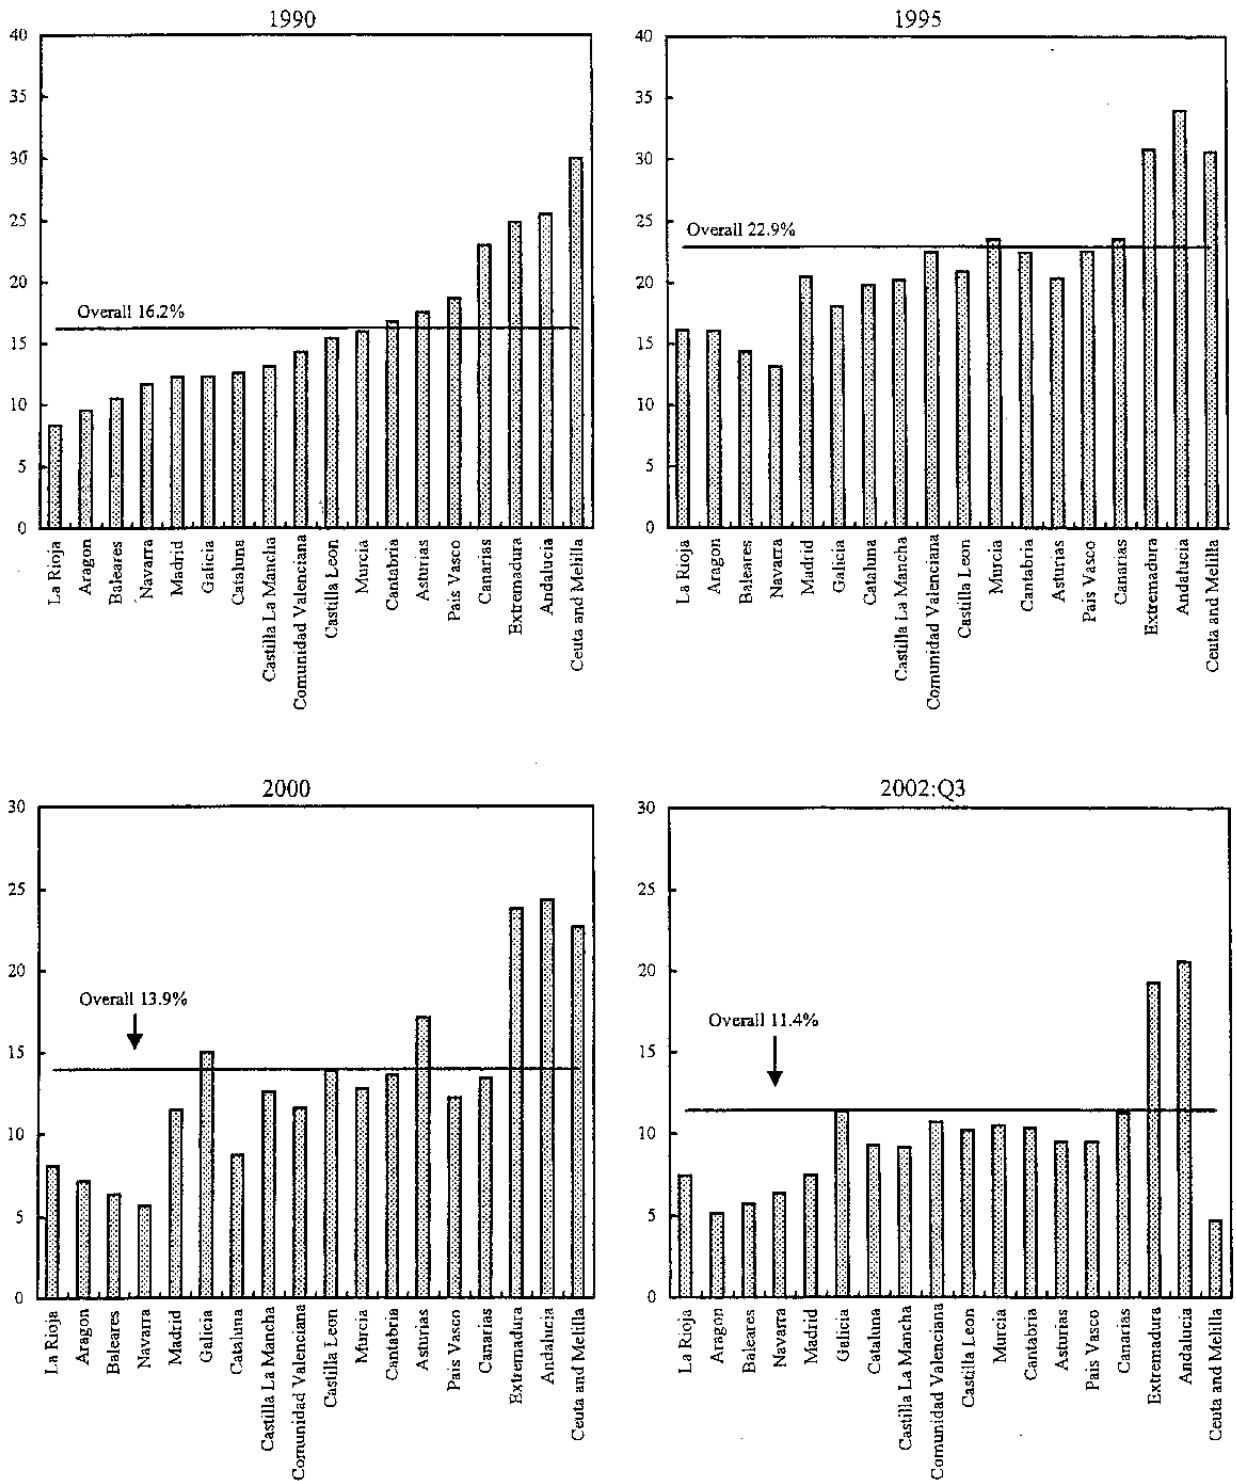 1990
40
35
30
25
20
15
10
5
0
Overall 16.2%
La Rioja
Aragon
Baleares
Navarra
Madrid
Galicia
Cataluna
Castilla La Mancha
Comunidad Valenciana
Castilla Leon
Murcia
Cantabria
Asturias
Pais Vasco
Canarias
Extremadura
Andalucia
Ceuta and Melilla
1995
40
35
30
25
20
15
10
5
0
Overall 22.9%
La Rioja
Aragon
Baleares
Navarra
Madrid
Galicia
Cataluna
Castilla La Mancha
Comunidad Valenciana
Castilla Leon
Murcia
Cantabria
Asturias
Pais Vasco
Canarias
Extremadura
Andalucia
Ceuta and Melilla
2000
30
25
20
15
10
5
0
Overall 13.9%
La Rioja
Aragon
Baleares
Navarra
Madrid
Galicia
Cataluna
Castilla La Mancha
Comunidad Valenciana
Castilla Leon
Murcia
Cantabria
Asturias
Pais Vasco
Canarias
Extremadura
Andalucia
Ceuta and Melilla
2002:Q3
30
25
20
15
10
5
0
Overall 11.4%
La Rioja
Aragon
Baleares
Navarra
Madrid
Galicia
Cataluna
Castilla La Mancha
Comunidad Valenciana
Castilla Leon
Murcia
Cantabria
Asturias
Pais Vasco
Canarias
Extremadura
Andalucia
Ceuta and Melilla